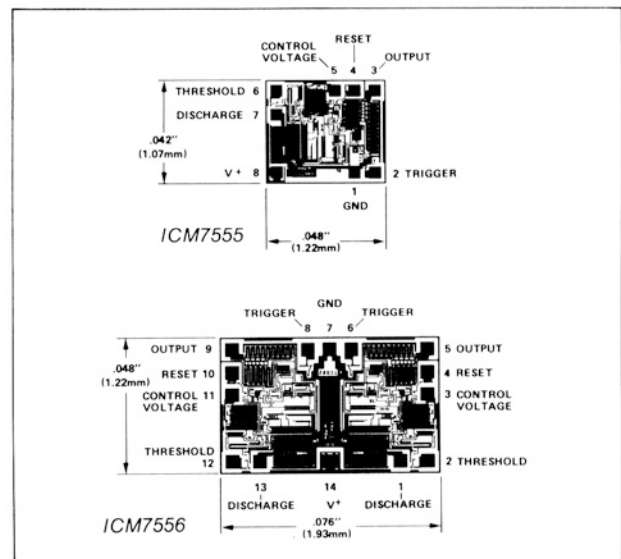 RESET
CONTROL
VOLTAGE
5 4 3 OUTPUT
THRESHOLD 6
DISCHARGE 7
.042"
(1.07mm)
V+ 8
2 TRIGGER
1
GND
ICM7555
.048"
(1.22mm)
GND
TRIGGER TRIGGER
8 7 6
OUTPUT 9
5 OUTPUT
RESET 10
4 RESET
.048"
(1.22mm)
CONTROL 11
VOLTAGE
3 CONTROL
VOLTAGE
THRESHOLD
12
2 THRESHOLD
13 14 1
DISCHARGE V+ DISCHARGE
ICM7556
.076"
(1.93mm)